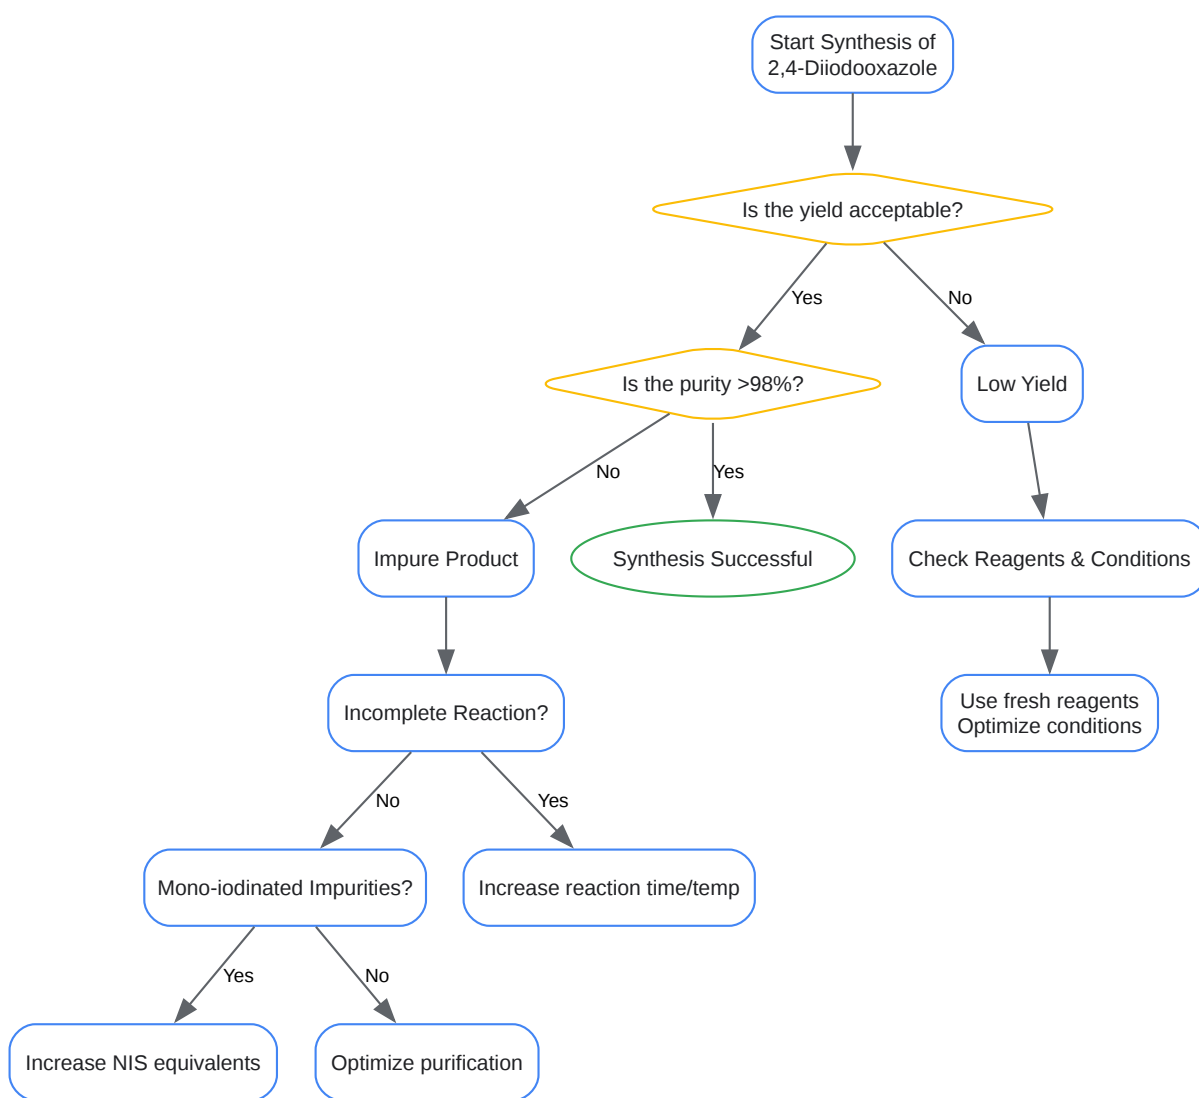 Start Synthesis of
2,4-Diiodooxazole
Is the yield acceptable?
Yes
No
Is the purity >98%?
Low Yield
No
Yes
Impure Product
Synthesis Successful
Check Reagents & Conditions
Incomplete Reaction?
Use fresh reagents
Optimize conditions
No
Yes
Mono-iodinated Impurities?
Increase reaction time/temp
Yes
No
Increase NIS equivalents
Optimize purification